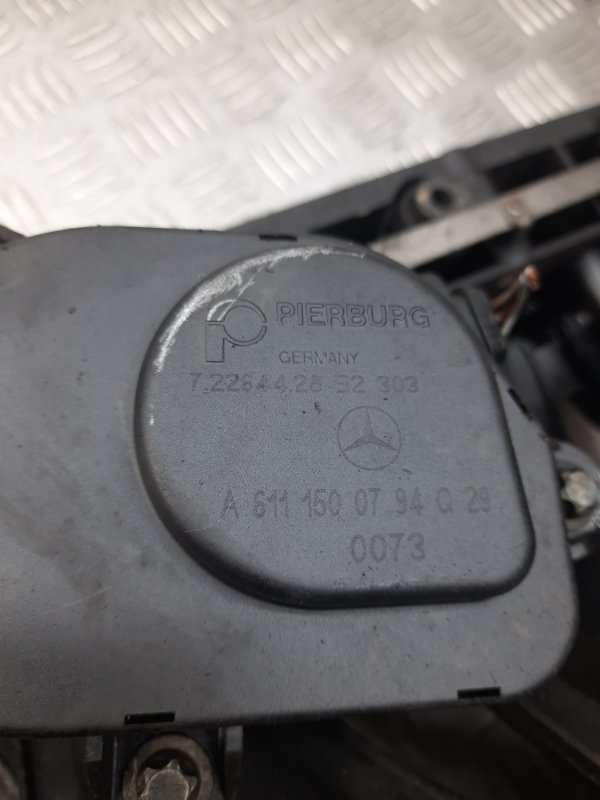 PIERBURG
GERMANY
7.22644.28 92 303
A 611 150 07 94 Q 29
0073